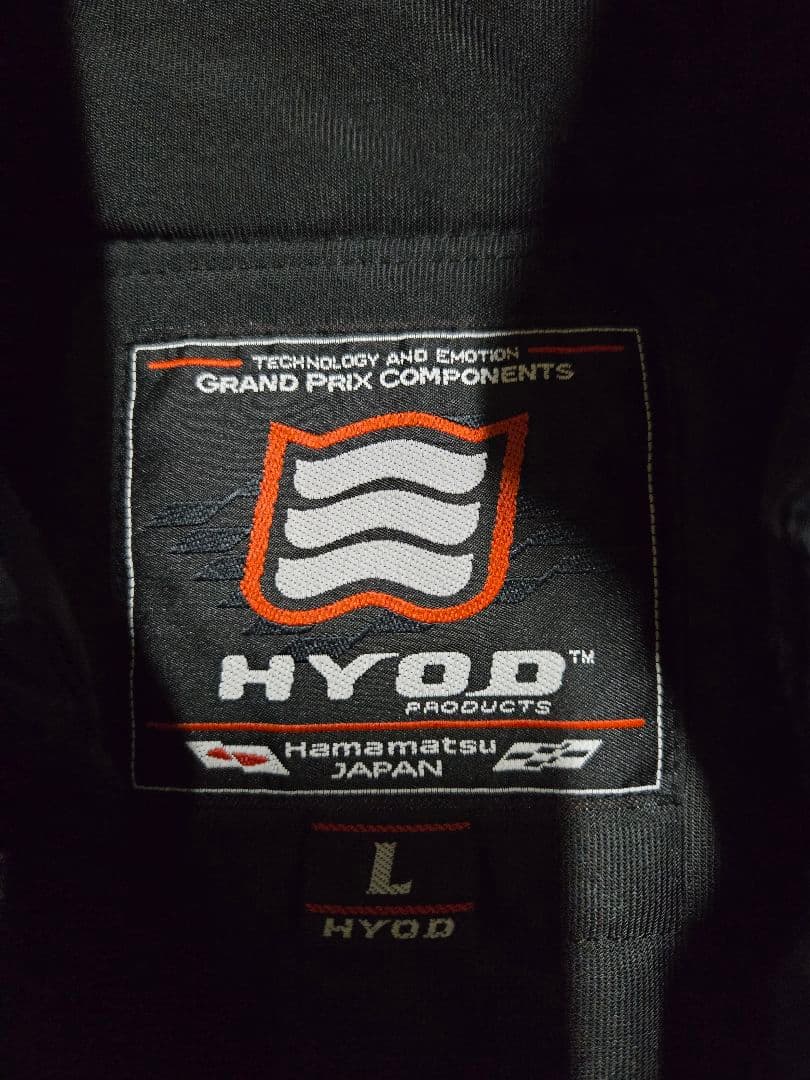 TECHNOLOGY AND EMOTION
GRAND PRIX COMPONENTS
HYOD™
PRODUCTS
Hamamatsu
JAPAN
L
HYOD